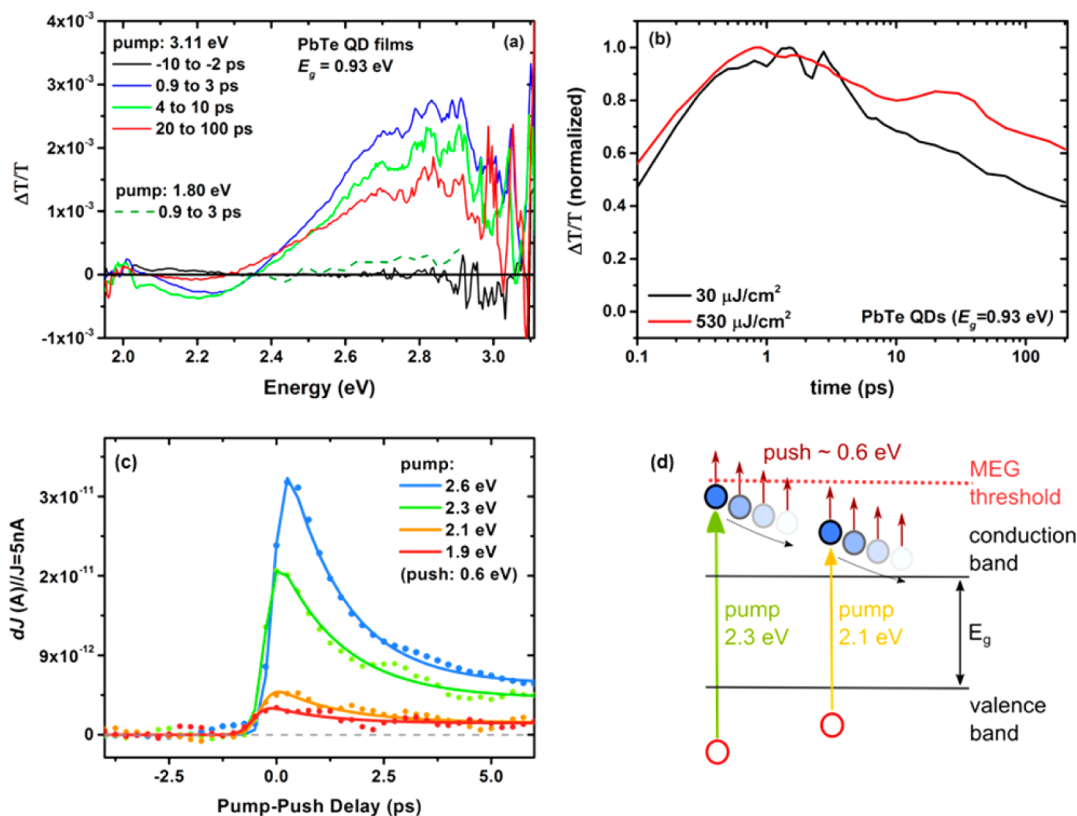 (a)
pump: 3.11 eV
-10 to -2 ps
0.9 to 3 ps
4 to 10 ps
20 to 100 ps
PbTe QD films
E_g = 0.93 eV
pump: 1.80 eV
0.9 to 3 ps
4x10⁻³
3x10⁻³
2x10⁻³
1x10⁻³
0
-1x10⁻³
ΔT/T
2.0 2.2 2.4 2.6 2.8 3.0
Energy (eV)
(b)
1.0
0.8
0.6
0.4
0.2
0.0
ΔT/T (normalized)
30 μJ/cm²
530 μJ/cm²
PbTe QDs (E_g=0.93 eV)
0.1 1 10 100
time (ps)
(c)
pump:
2.6 eV
2.3 eV
2.1 eV
1.9 eV
(push: 0.6 eV)
3x10⁻¹¹
2x10⁻¹¹
9x10⁻¹²
0
dJ (A)//J=5nA
-2.5 0.0 2.5 5.0
Pump-Push Delay (ps)
(d)
push ~ 0.6 eV
MEG
threshold
conduction
band
pump
2.3 eV
pump
2.1 eV
E_g
valence
band